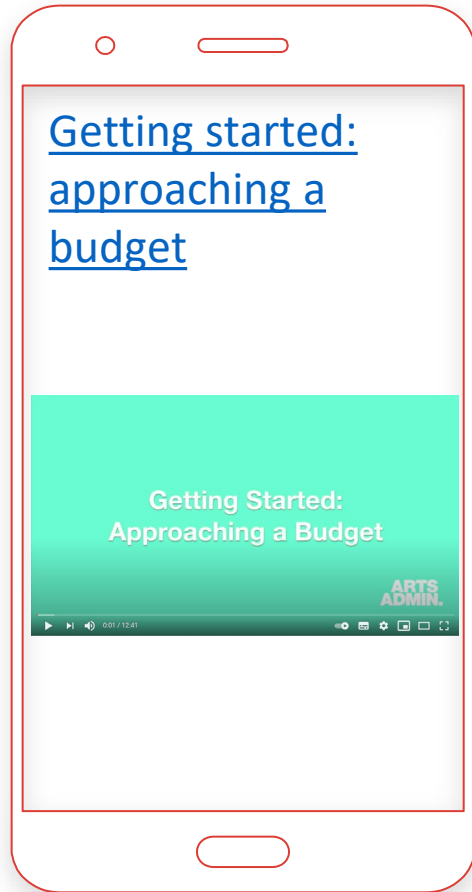 Getting started:
approaching a
budget
Getting Started:
Approaching a Budget
ARTS
ADMIN.
0:01 / 12:41